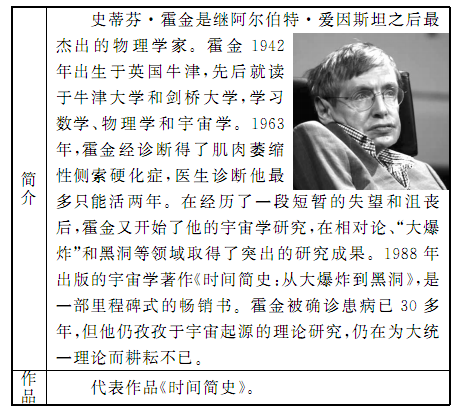 简介
史蒂芬·霍金是继阿尔伯特·爱因斯坦之后最
杰出的物理学家。霍金 1942
年出生于英国牛津,先后就读
于牛津大学和剑桥大学,学习
数学、物理学和宇宙学。1963
年,霍金经诊断得了肌肉萎缩
性侧索硬化症,医生诊断他最
多只能活两年。在经历了一段短暂的失望和沮丧
后,霍金又开始了他的宇宙学研究,在相对论、“大爆
炸”和黑洞等领域取得了突出的研究成果。1988 年
出版的宇宙学著作《时间简史:从大爆炸到黑洞》,是
一部里程碑式的畅销书。霍金被确诊患病已 30 多
年,但他仍孜孜于宇宙起源的理论研究,仍在为大统
一理论而耕耘不已。
作品
代表作品《时间简史》。